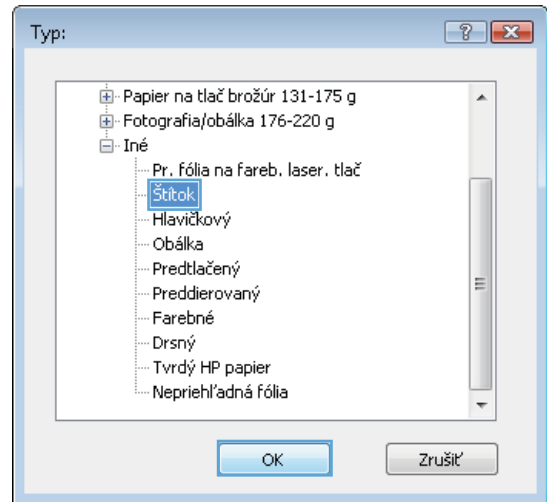 Typ:
Papier na tlač brožúr 131-175 g
Fotografia/obálka 176-220 g
Iné
Pr. fólia na fareb. laser. tlač
Štítok
Hlavičkový
Obálka
Predtlačený
Preddierovaný
Farebné
Drsný
Tvrdý HP papier
Nepriehľadná fólia
OK Zrušiť